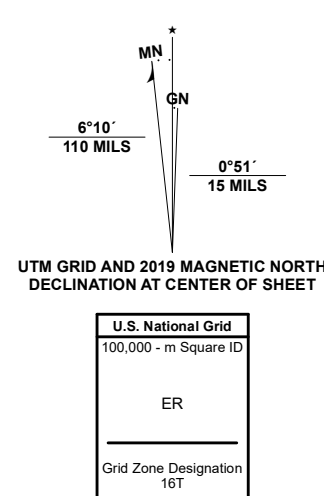 ★
MN
GN
6°10´
110 MILS
0°51´
15 MILS
UTM GRID AND 2019 MAGNETIC NORTH
DECLINATION AT CENTER OF SHEET
U.S. National Grid
100,000 - m Square ID
ER
Grid Zone Designation
16T